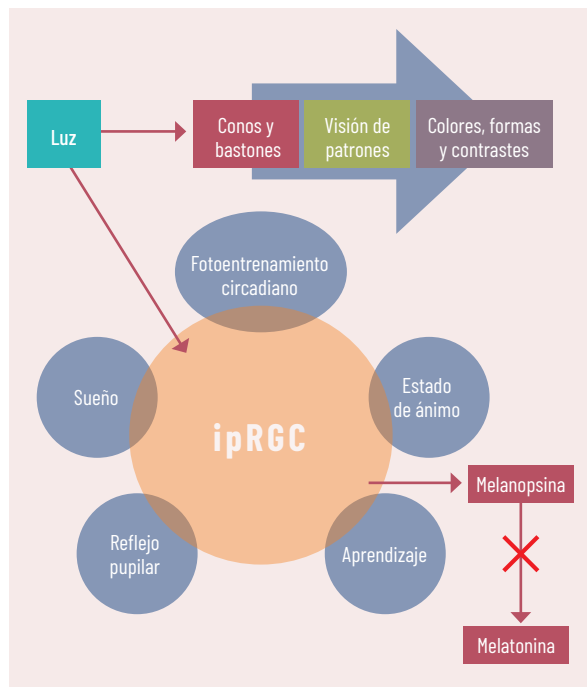 Luz
Conos y
bastones
Visión de
patrones
Colores, formas
y contrastes
Fotoentrenamiento
circadiano
Sueño
Estado
de ánimo
ipRGC
Melanopsina
Reflejo
pupilar
Aprendizaje
Melatonina